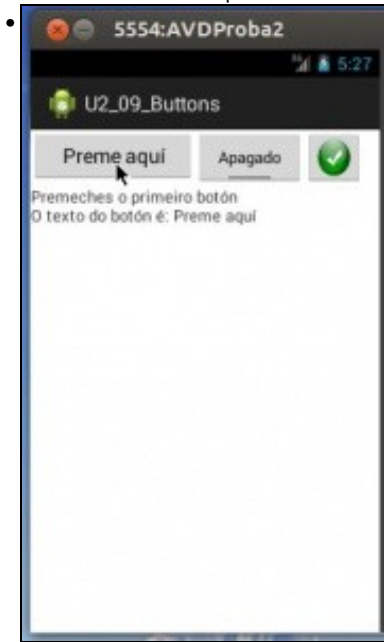 5554:AVDProba2
5:27
U2_09_Buttons
Preme aquí
Apagado
Premeches o primeiro botón
O texto do botón é: Preme aquí